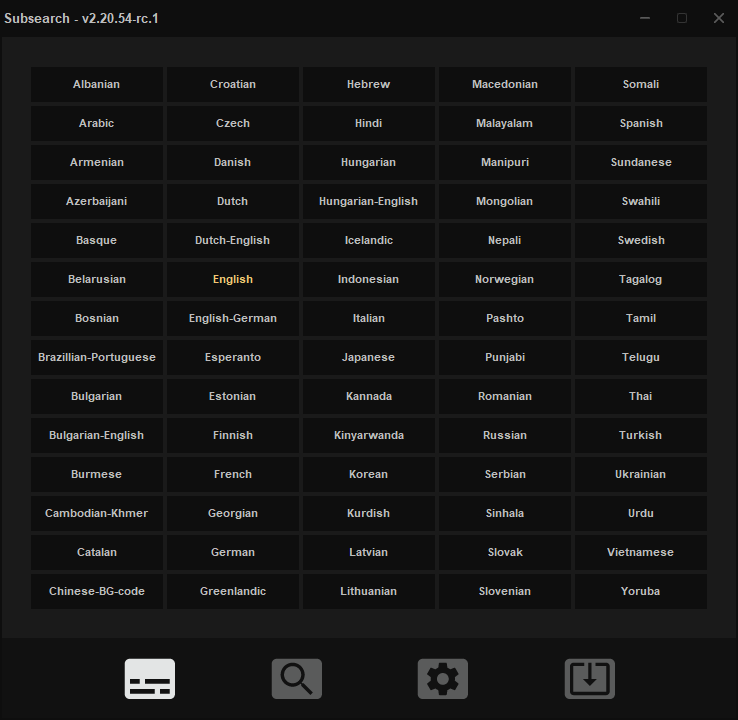 Subsearch - v2.20.54-rc.1
Albanian Croatian Hebrew Macedonian Somali
Arabic Czech Hindi Malayalam Spanish
Armenian Danish Hungarian Manipuri Sundanese
Azerbaijani Dutch Hungarian-English Mongolian Swahili
Basque Dutch-English Icelandic Nepali Swedish
Belarusian English Indonesian Norwegian Tagalog
Bosnian English-German Italian Pashto Tamil
Brazillian-Portuguese Esperanto Japanese Punjabi Telugu
Bulgarian Estonian Kannada Romanian Thai
Bulgarian-English Finnish Kinyarwanda Russian Turkish
Burmese French Korean Serbian Ukrainian
Cambodian-Khmer Georgian Kurdish Sinhala Urdu
Catalan German Latvian Slovak Vietnamese
Chinese-BG-code Greenlandic Lithuanian Slovenian Yoruba